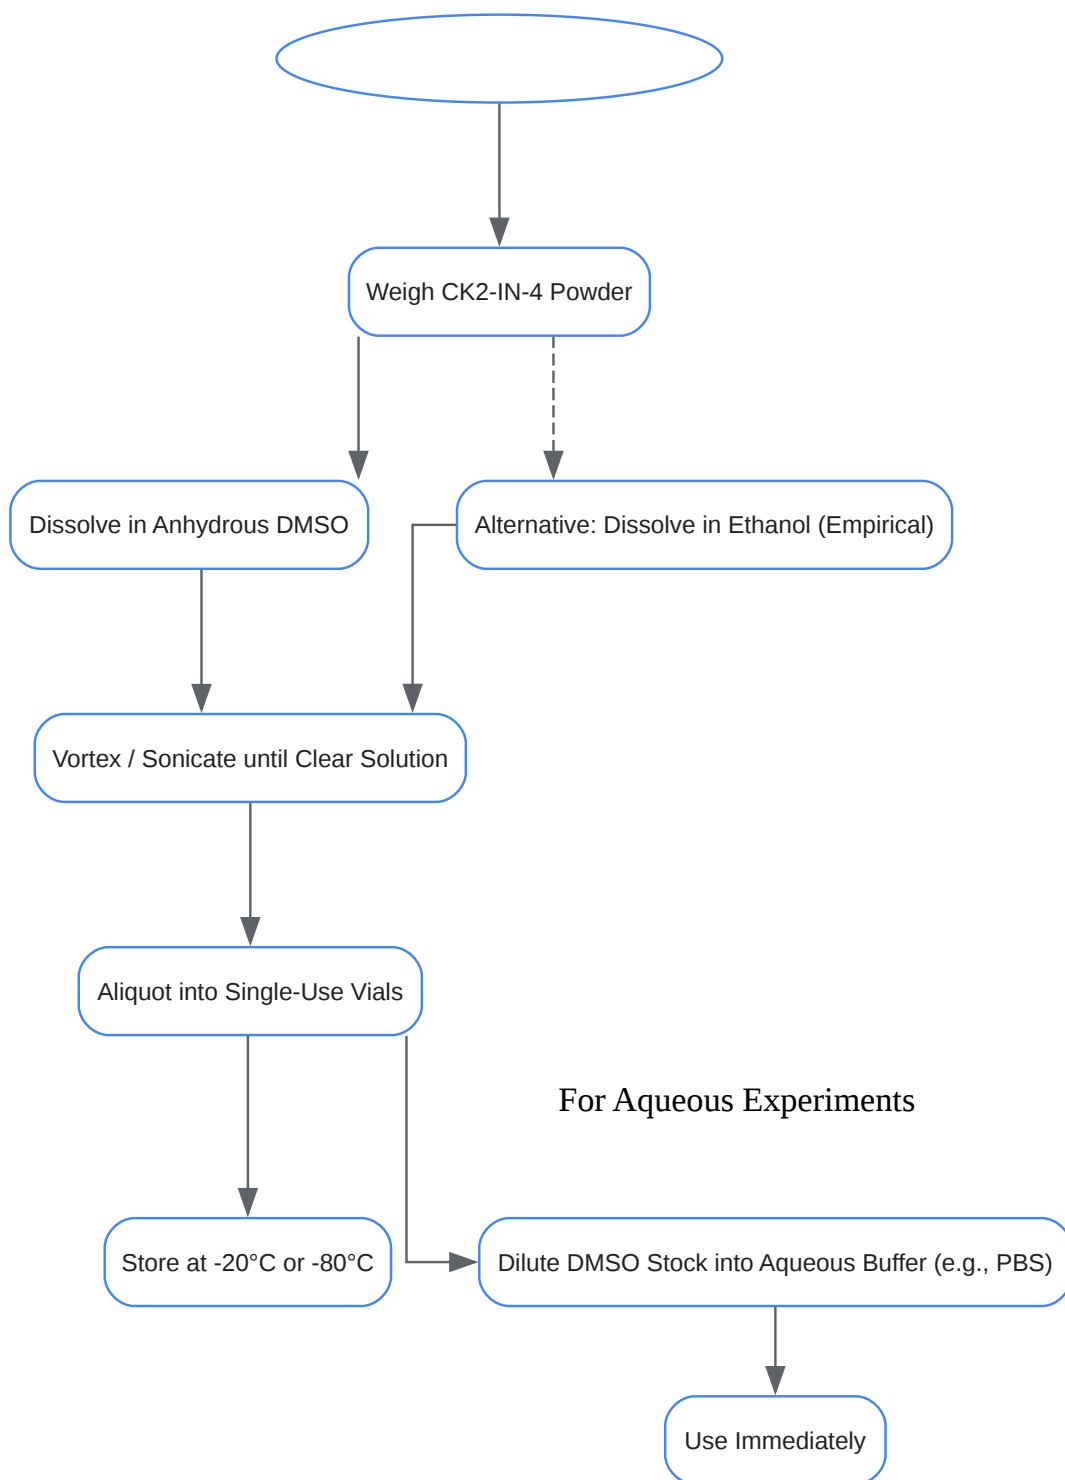 Weigh CK2-IN-4 Powder
Dissolve in Anhydrous DMSO
Alternative: Dissolve in Ethanol (Empirical)
Vortex / Sonicate until Clear Solution
Aliquot into Single-Use Vials
For Aqueous Experiments
Store at -20°C or -80°C
Dilute DMSO Stock into Aqueous Buffer (e.g., PBS)
Use Immediately